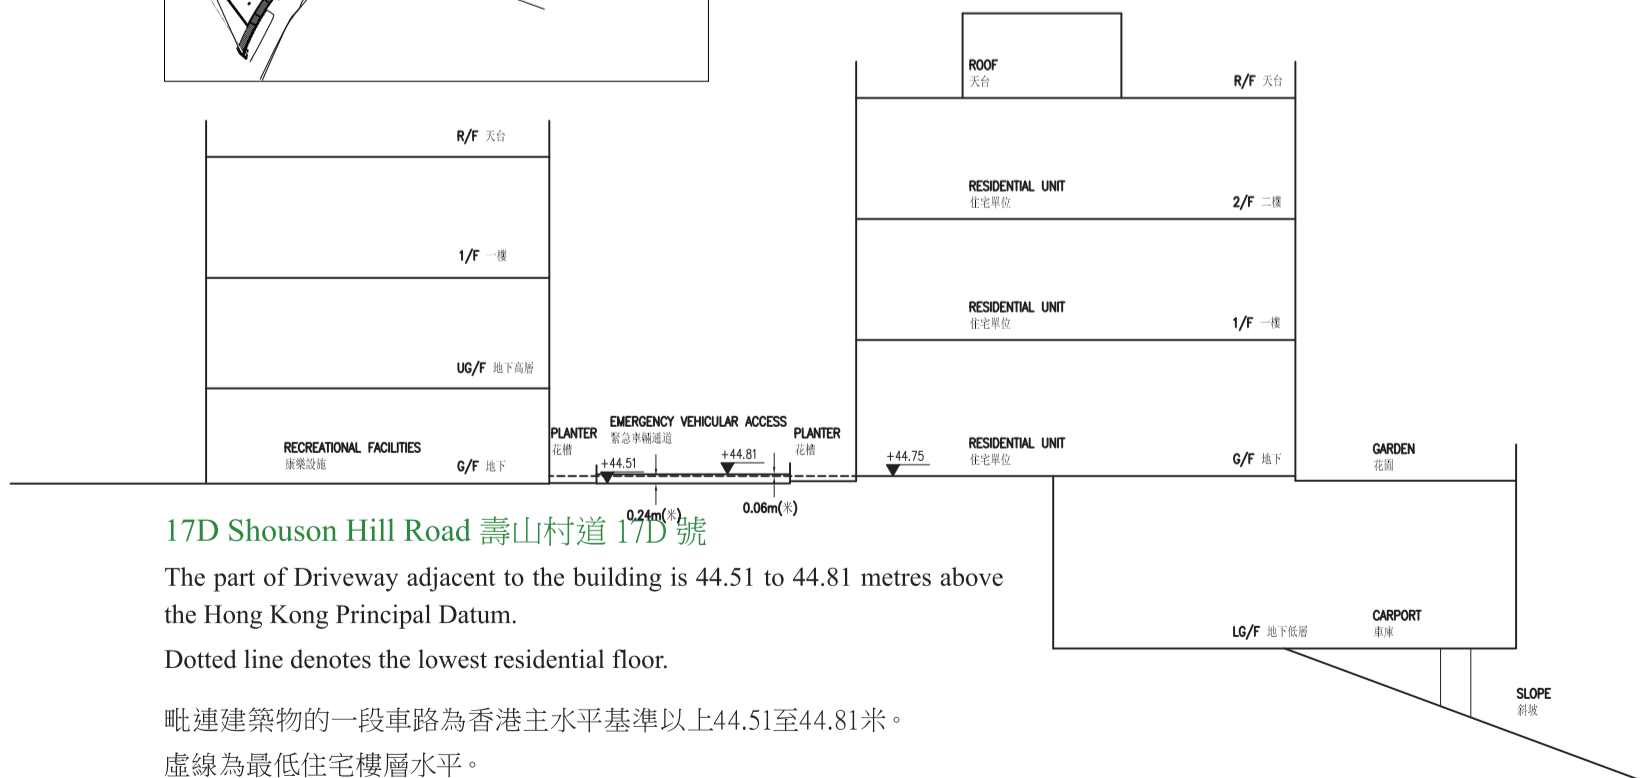 ROOF
天台
R/F 天台
R/F 天台
RESIDENTIAL UNIT
住宅單位
2/F 二樓
1/F 一樓
RESIDENTIAL UNIT
住宅單位
1/F 一樓
UG/F 地下高層
EMERGENCY VEHICULAR ACCESS
緊急車輛通道
PLANTER
花槽
PLANTER
花槽
RECREATIONAL FACILITIES
康樂設施
G/F 地下
+44.51
+44.81
+44.75
RESIDENTIAL UNIT
住宅單位
G/F 地下
GARDEN
花園
0.24m(米)
0.06m(米)
17D Shouson Hill Road 壽山村道 17D 號
The part of Driveway adjacent to the building is 44.51 to 44.81 metres above
the Hong Kong Principal Datum.
Dotted line denotes the lowest residential floor.
LG/F 地下低層
CARPORT
車庫
SLOPE
斜坡
毗連建築物的一段車路為香港主水平基準以上44.51至44.81米。
虛線為最低住宅樓層水平。